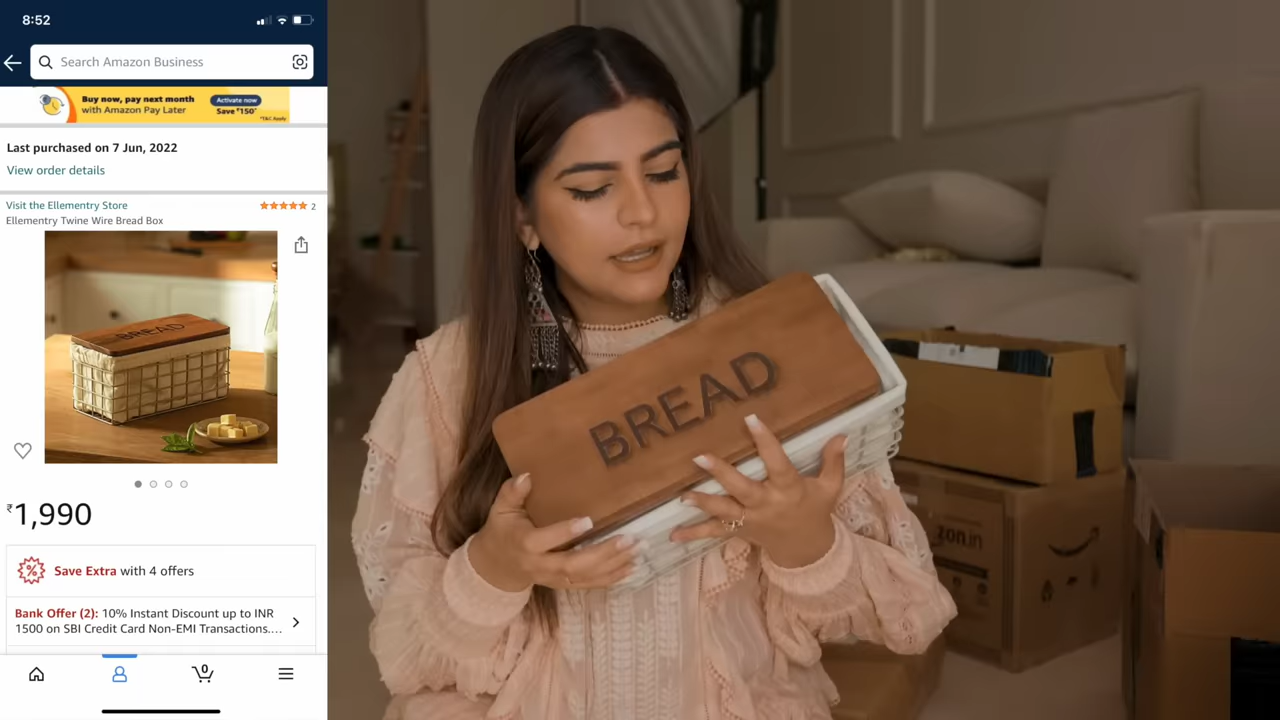 8:52
Search Amazon Business
Buy now, pay next month
with Amazon Pay Later
Activate now
Save ₹150*
*T&C Apply
Last purchased on 7 Jun, 2022
View order details
Visit the Ellementry Store
2
Ellementry Twine Wire Bread Box
BREAD
₹1,990
Save Extra with 4 offers
Bank Offer (2): 10% Instant Discount up to INR
1500 on SBI Credit Card Non-EMI Transactions....
0
BREAD
zon.in